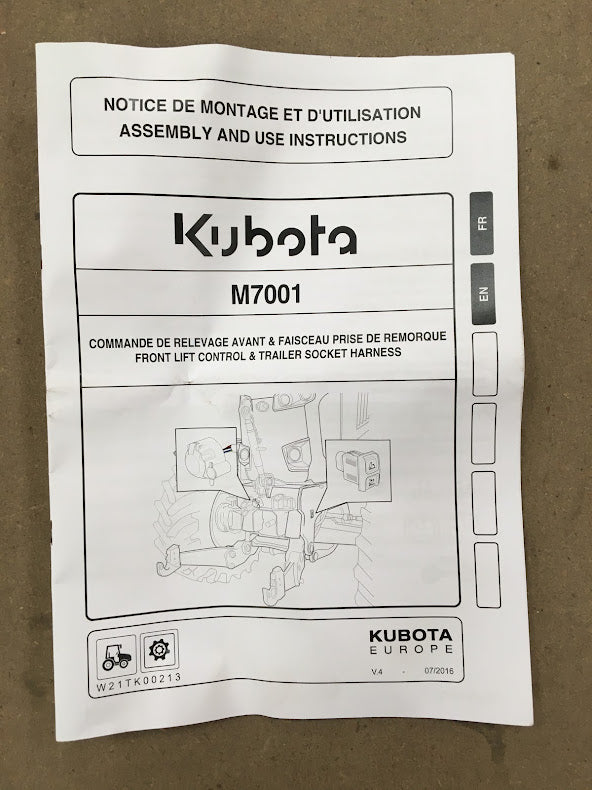 NOTICE DE MONTAGE ET D'UTILISATION
ASSEMBLY AND USE INSTRUCTIONS
Kubota
M7001
COMMANDE DE RELEVAGE AVANT & FAISCEAU PRISE DE REMORQUE
FRONT LIFT CONTROL & TRAILER SOCKET HARNESS
FR
EN
W21TK00213
KUBOTA
EUROPE
V.4 - 07/2016